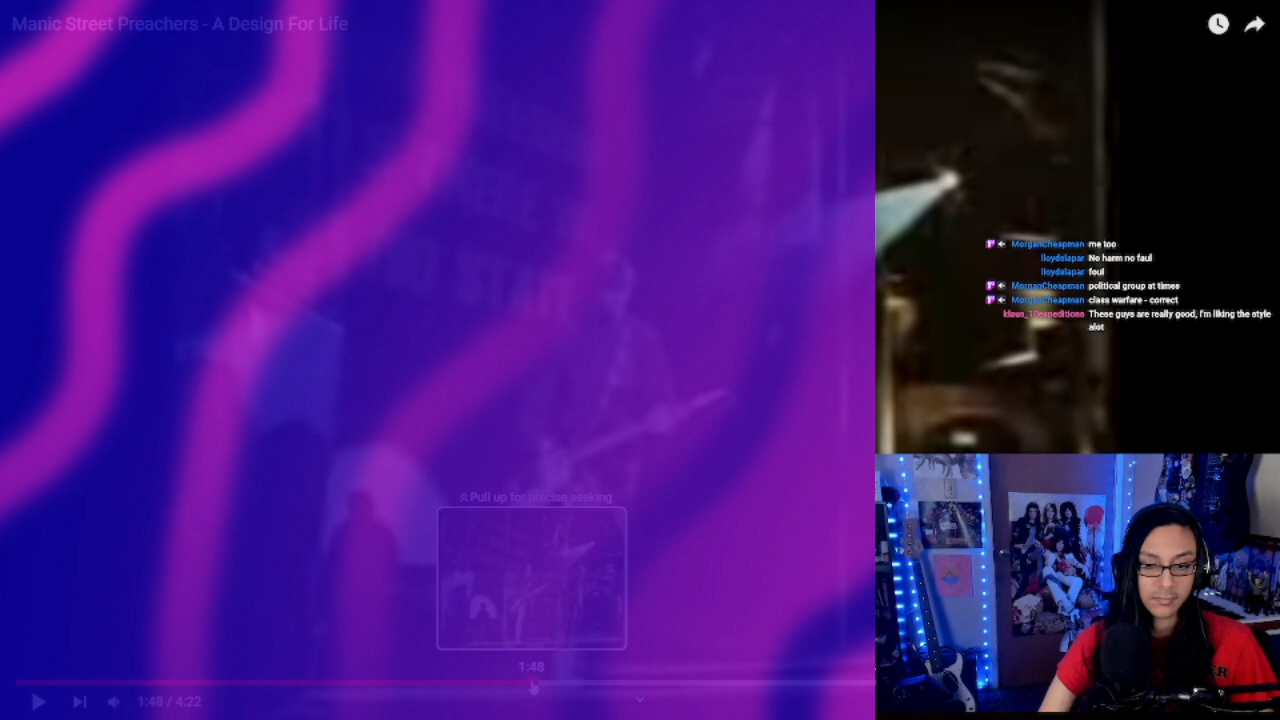 Manic Street Preachers - A Design For Life
MorganCheapman me too
lloydslapar No harm no faul
lloydslapar foul
MorganCheapman political group at times
MorganCheapman class warfare - correct
These guys are really good, I'm liking the style
alot
Pull up for precise seeking
1:48
1:48 / 4:22